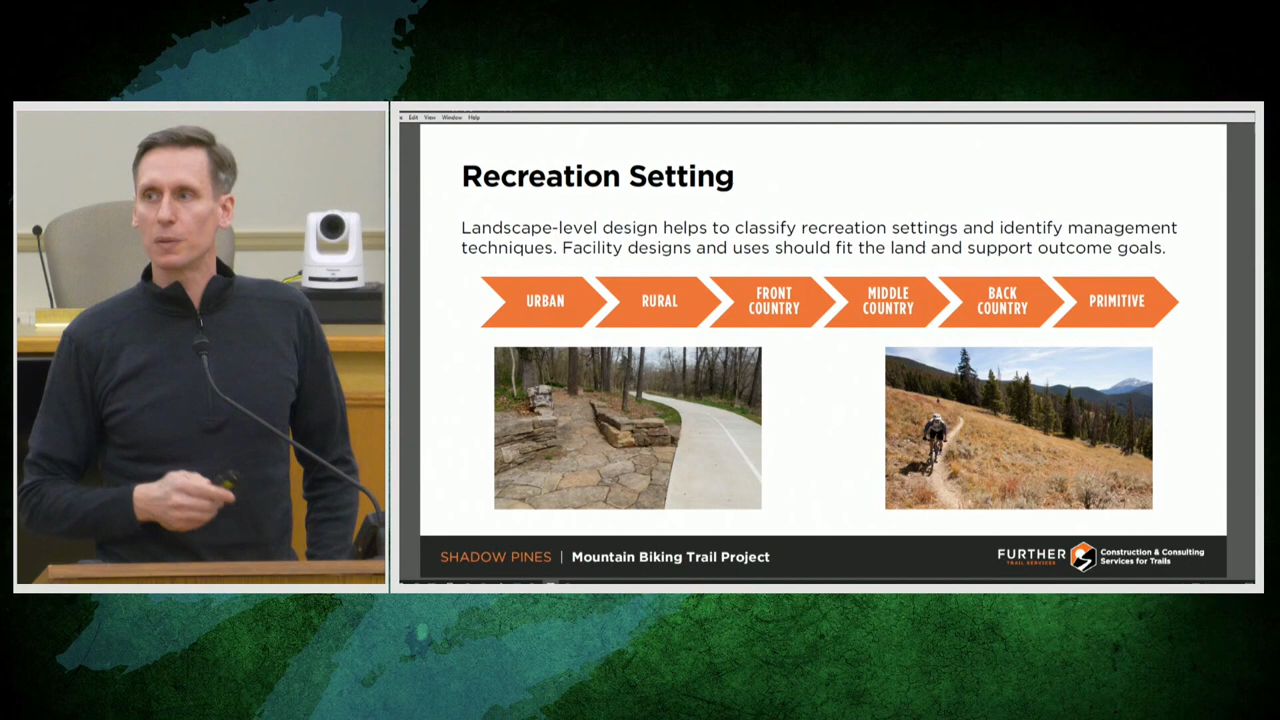 Edit View Window Help
Recreation Setting
Landscape-level design helps to classify recreation settings and identify management
techniques. Facility designs and uses should fit the land and support outcome goals.
URBAN
RURAL
FRONT
COUNTRY
MIDDLE
COUNTRY
BACK
COUNTRY
PRIMITIVE
SHADOW PINES | Mountain Biking Trail Project
FURTHER
TRAIL SERVICES
Construction & Consulting
Services for Trails